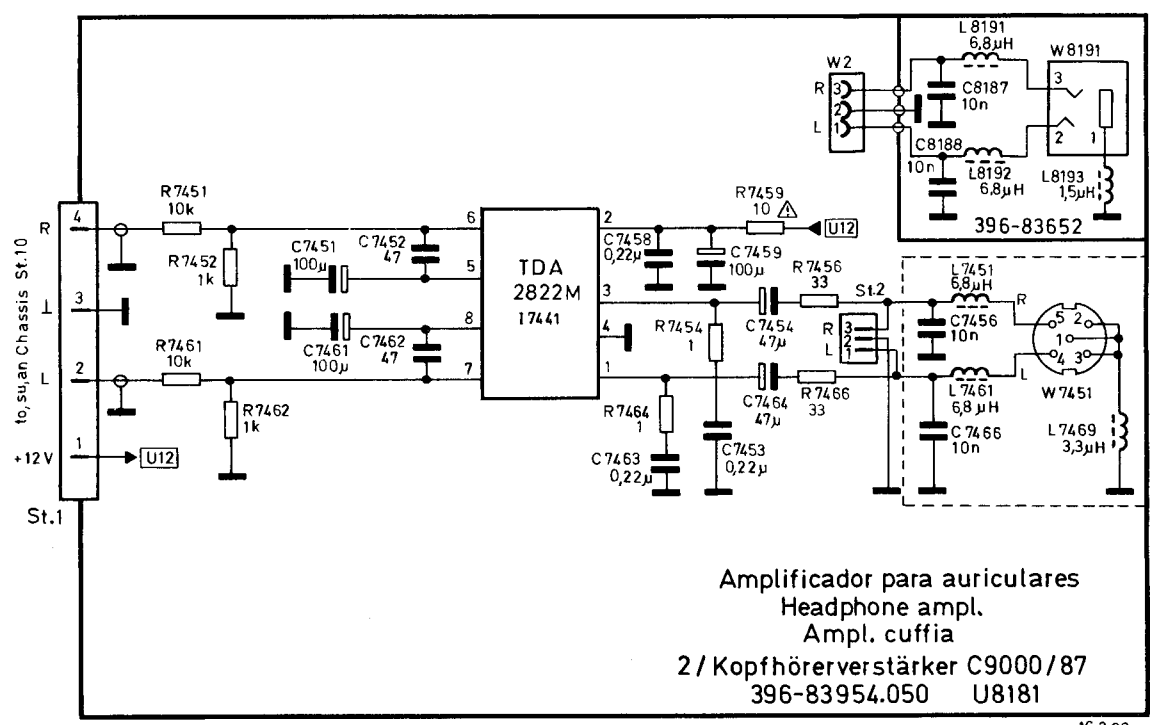 L8191
6,8µH
W8191
W2
R 3
2
L 1
C8187
10n
3
2
1
C8188
10n
L8192
6,8µH
L8193
1,5µH
396-83652
to, su, an Chassis St.10
R 4
⊥ 3
L 2
+12V 1
U12
St.1
R7451
10k
R7452
1k
C7451
100µ
C7452
47
R7461
10k
R7462
1k
C7461
100µ
C7462
47
6
5
8
7
TDA
2822M
I7441
2
3
4
1
C7458
0,22µ
C7459
100µ
R7459
10
U12
R7454
1
C7454
47µ
R7456
33
St.2
R 3
2
L 1
R7464
1
C7464
47µ
R7466
33
C7463
0,22µ
C7453
0,22µ
L7451
6,8µH
R
C7456
10n
L7461
6,8µH
L
C7466
10n
5 2
1
4 3
W7451
L7469
3,3µH
Amplificador para auriculares
Headphone ampl.
Ampl. cuffia
2/Kopfhörerverstärker C9000/87
396-83954.050 U8181